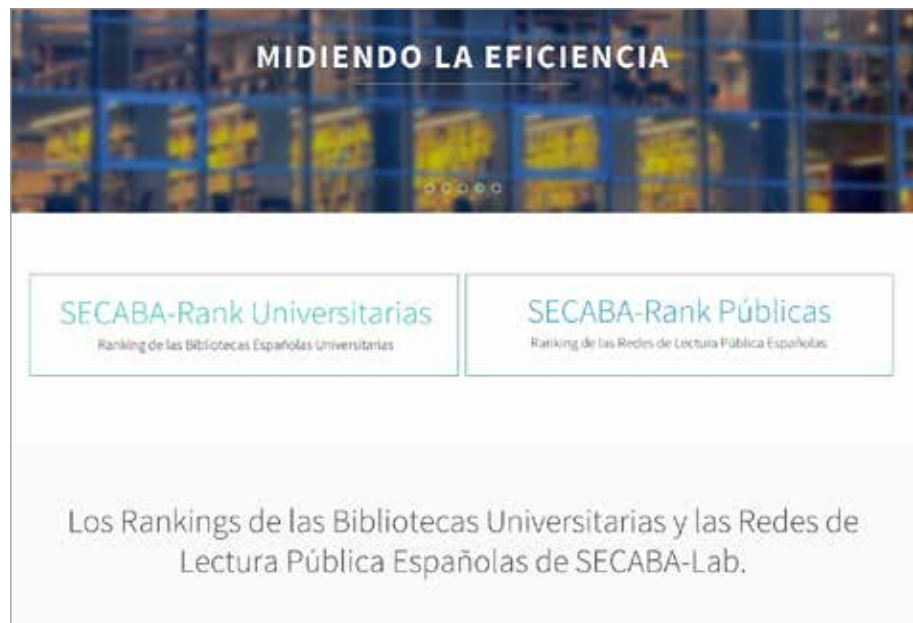 MIDIENDO LA EFICIENCIA
SECABA-Rank Universitarias
Ranking de las Bibliotecas Españolas Universitarias
SECABA-Rank Públicas
Ranking de las Redes de Lectura Pública Españolas
Los Rankings de las Bibliotecas Universitarias y las Redes de
Lectura Pública Españolas de SECABA-Lab.